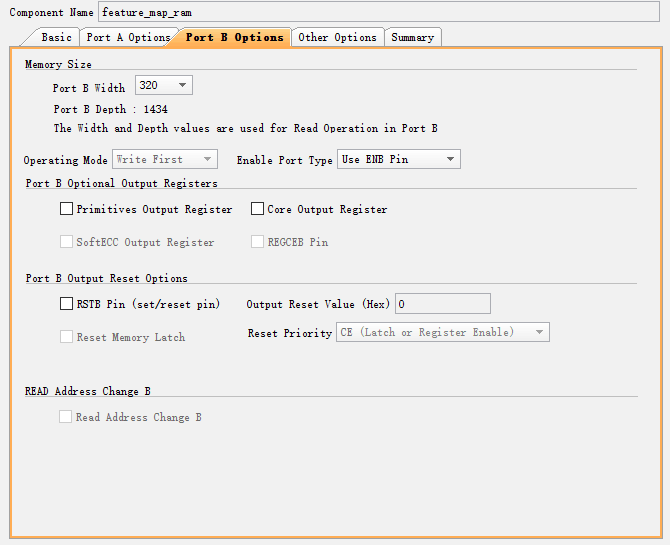 Component Name feature_map_ram
Basic Port A Options Port B Options Other Options Summary
Memory Size
Port B Width 320
Port B Depth : 1434
The Width and Depth values are used for Read Operation in Port B
Operating Mode Write First Enable Port Type Use ENB Pin
Port B Optional Output Registers
Primitives Output Register Core Output Register
SoftECC Output Register REGCEB Pin
Port B Output Reset Options
RSTB Pin (set/reset pin) Output Reset Value (Hex) 0
Reset Memory Latch Reset Priority CE (Latch or Register Enable)
READ Address Change B
Read Address Change B